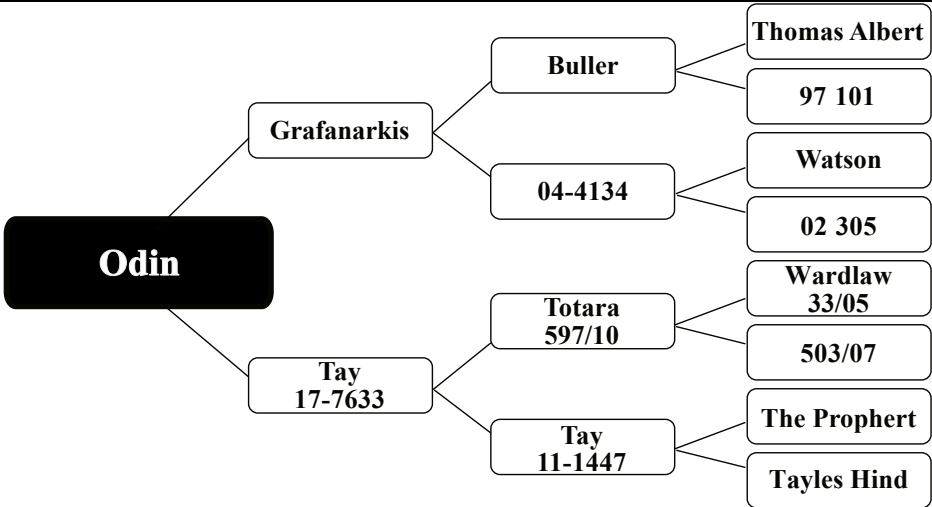 Thomas Albert
Buller
97 101
Grafanarkis
Watson
04-4134
02 305
Odin
Wardlaw
33/05
Totara
597/10
503/07
Tay
17-7633
The Prophert
Tay
11-1447
Tayles Hind